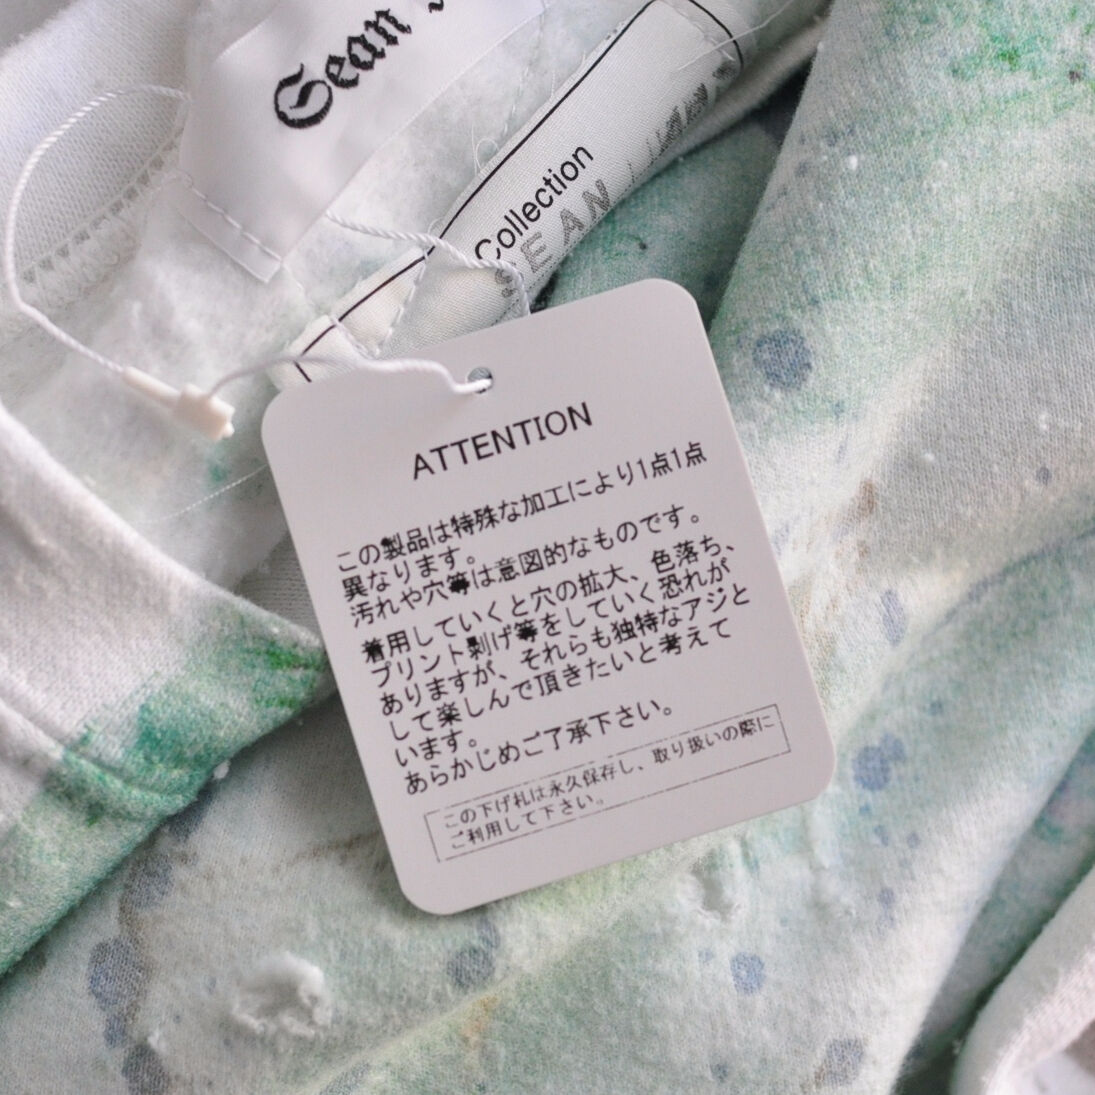 Sean
Collection
SEAN
ATTENTION
この製品は特殊な加工により1点1点
異なります。
汚れや穴等は意図的なものです。
着用していくと穴の拡大、色落ち、
プリント剥げ等をしていく恐れが
ありますが、それらも独特なアジと
して楽しんで頂きたいと考えて
います。
あらかじめご了承下さい。
この下げ札は永久保存し、取り扱いの際に
ご利用して下さい。